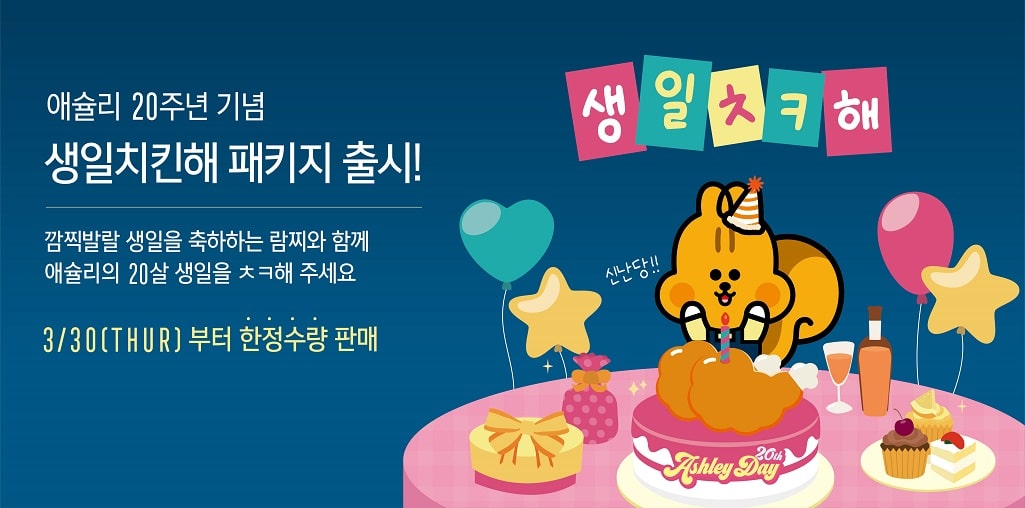 애슐리 20주년 기념
생일치킨해 패키지 출시!
깜찍발랄 생일을 축하하는 람찌와 함께
애슐리의 20살 생일을 ㅊㅋ해 주세요
3/30(THUR) 부터 한정수량 판매
생일ㅊㅋ해
신난당!!
20th
Ashley Day